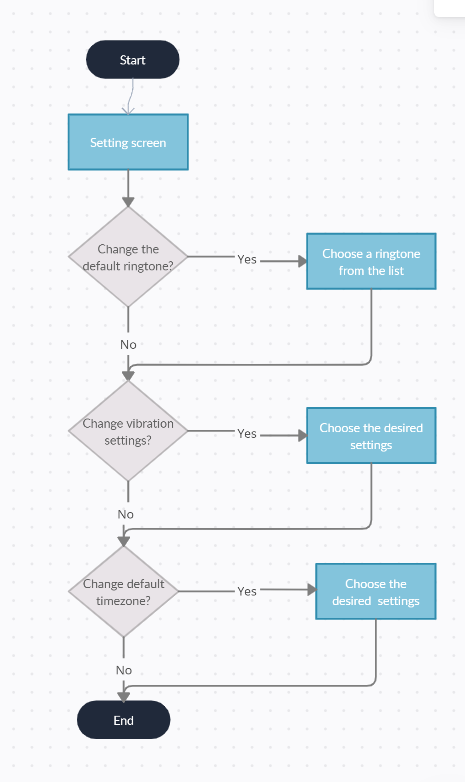 Start
Setting screen
Change the
default ringtone?
Yes
Choose a ringtone
from the list
No
Change vibration
settings?
Yes
Choose the desired
settings
No
Change default
timezone?
Yes
Choose the
desired  settings
No
End